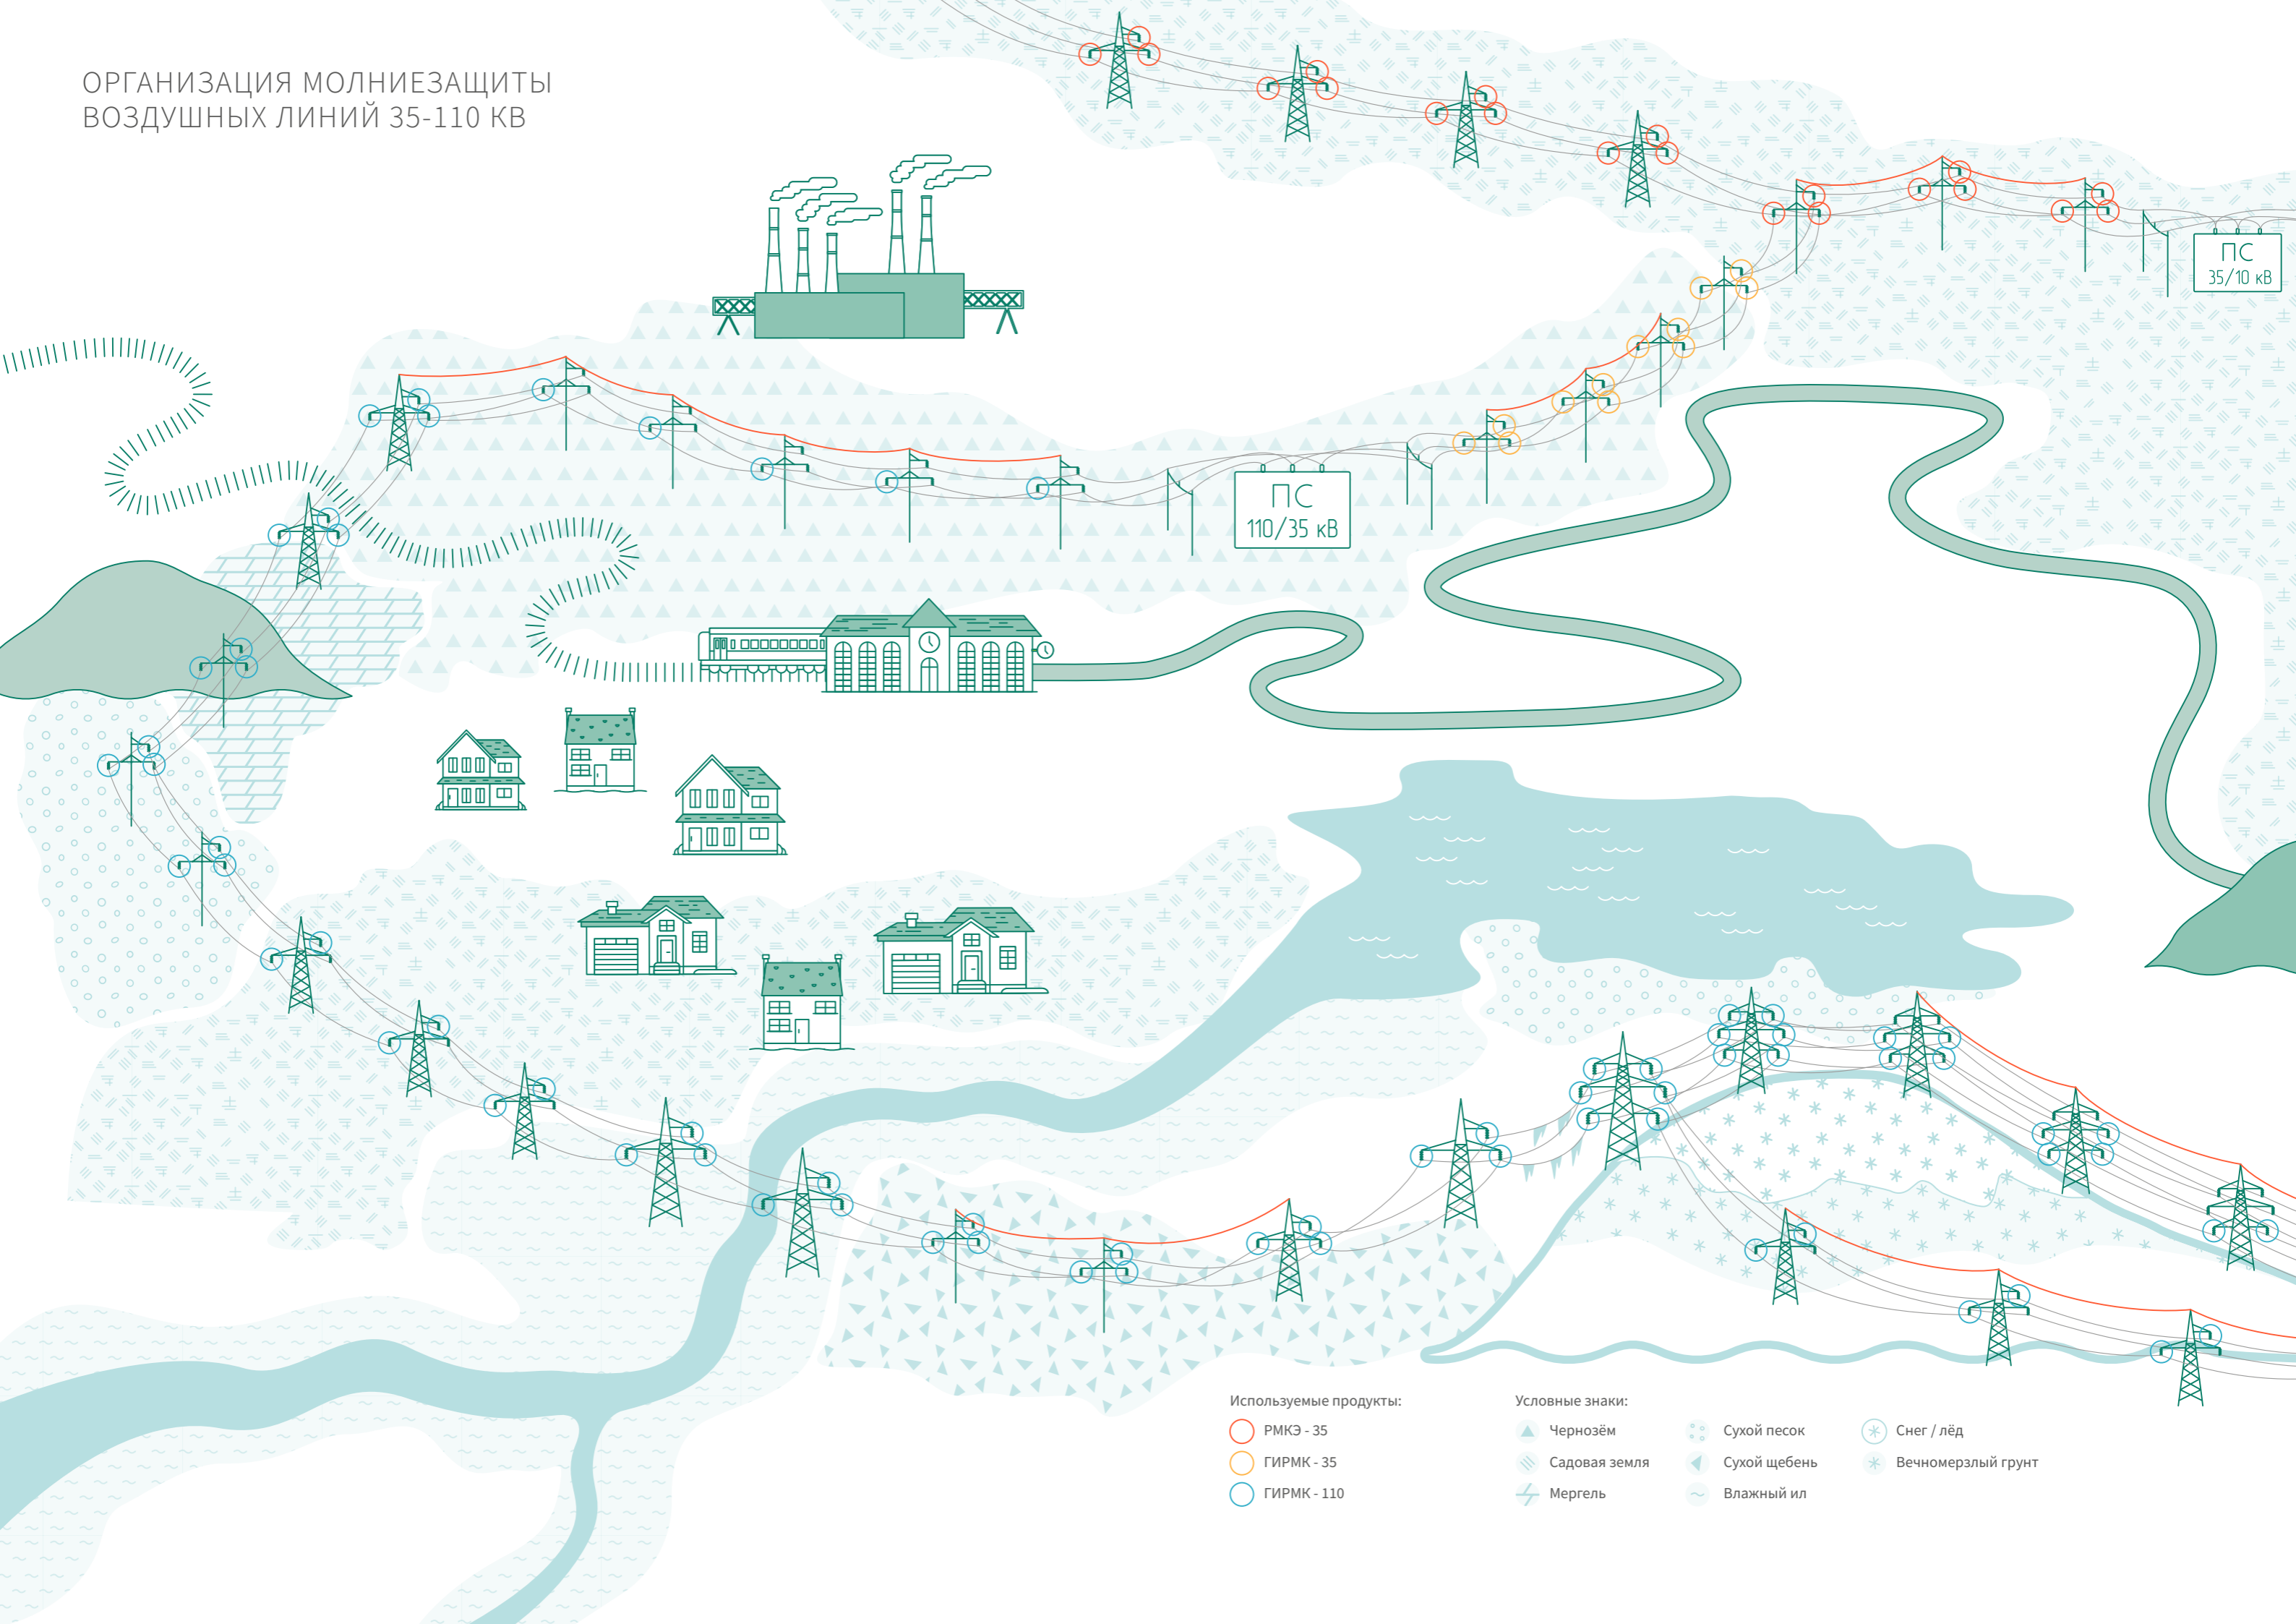 ОРГАНИЗАЦИЯ МОЛНИЕЗАЩИТЫ
ВОЗДУШНЫХ ЛИНИЙ 35-110 КВ
ПС
35/10 кВ
ПС
110/35 кВ
Используемые продукты:
РМКЭ - 35
ГИРМК - 35
ГИРМК - 110
Условные знаки:
Чернозём
Садовая земля
Мергель
Сухой песок
Сухой щебень
Влажный ил
Снег / лёд
Вечномерзлый грунт